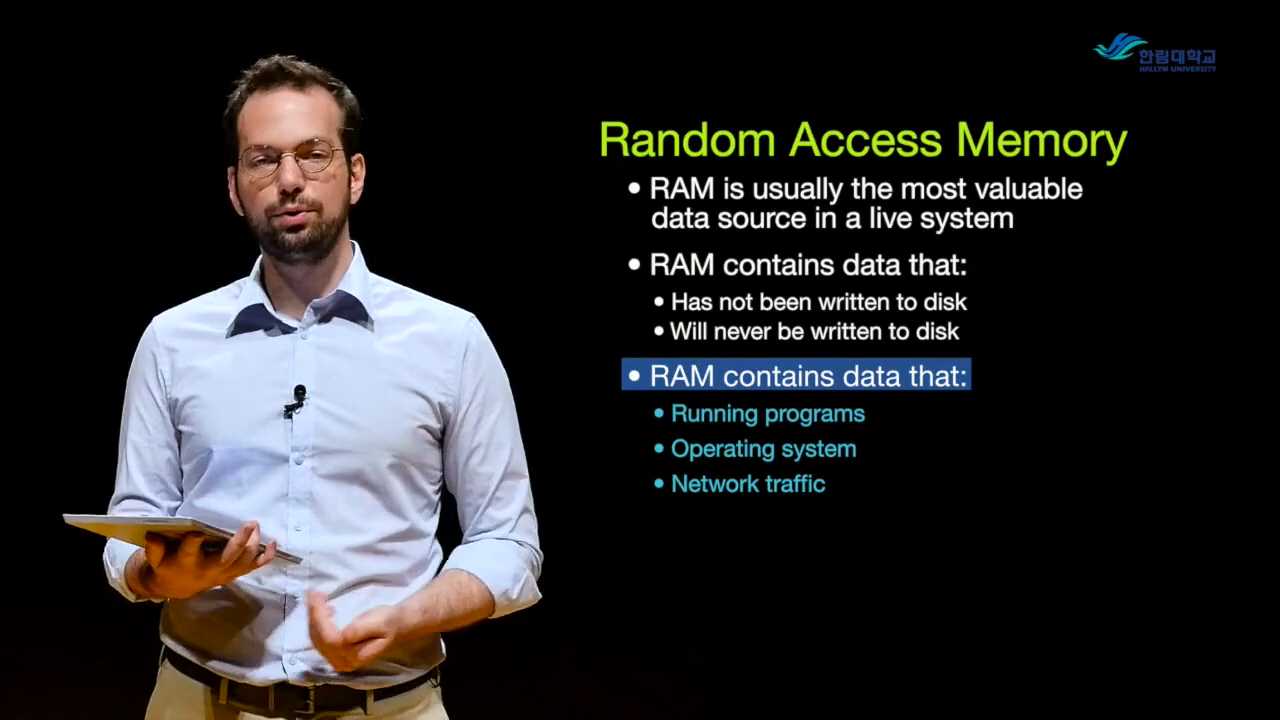 한림대학교
HALLYM UNIVERSITY
Random Access Memory
• RAM is usually the most valuable
data source in a live system
• RAM contains data that:
• Has not been written to disk
• Will never be written to disk
• RAM contains data that:
• Running programs
• Operating system
• Network traffic